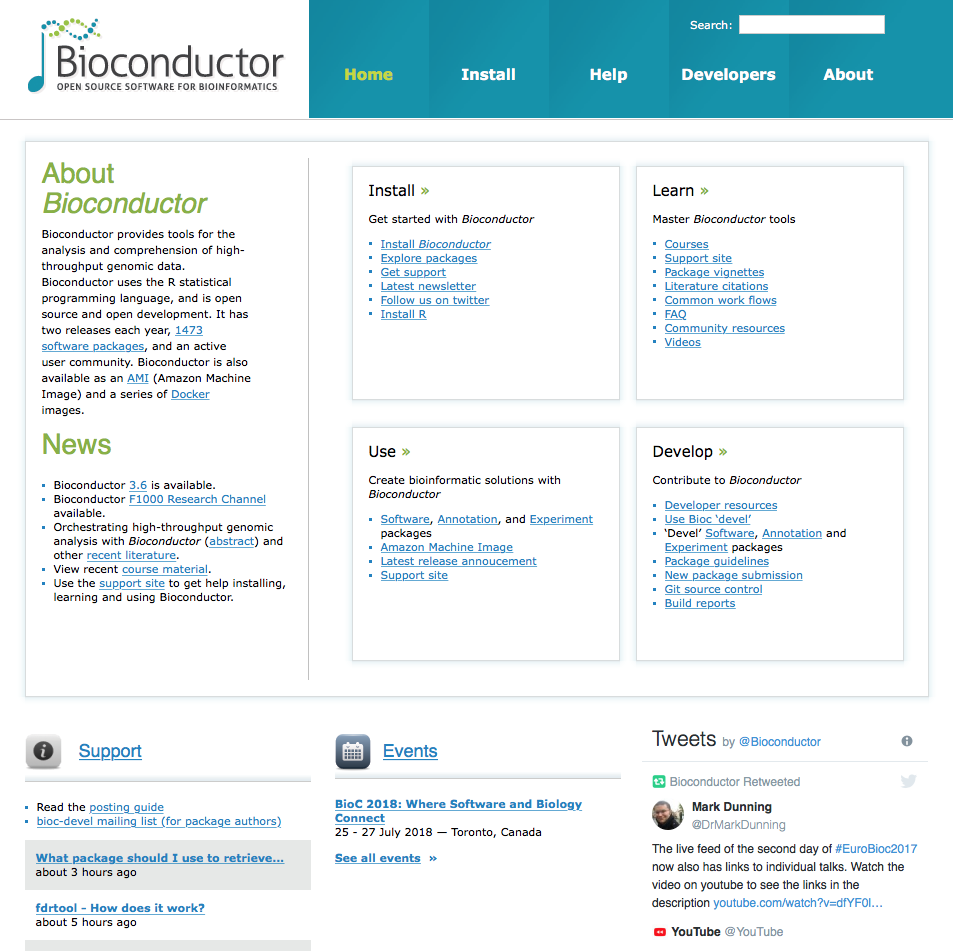 Bioconductor
OPEN SOURCE SOFTWARE FOR BIOINFORMATICS
Search:
Home
Install
Help
Developers
About
About
Bioconductor
Bioconductor provides tools for the
analysis and comprehension of high-
throughput genomic data.
Bioconductor uses the R statistical
programming language, and is open
source and open development. It has
two releases each year, 1473
software packages, and an active
user community. Bioconductor is also
available as an AMI (Amazon Machine
Image) and a series of Docker
images.
News
Bioconductor 3.6 is available.
Bioconductor F1000 Research Channel
available.
Orchestrating high-throughput genomic
analysis with Bioconductor (abstract) and
other recent literature.
View recent course material.
Use the support site to get help installing,
learning and using Bioconductor.
Install »
Get started with Bioconductor
Install Bioconductor
Explore packages
Get support
Latest newsletter
Follow us on twitter
Install R
Learn »
Master Bioconductor tools
Courses
Support site
Package vignettes
Literature citations
Common work flows
FAQ
Community resources
Videos
Use »
Create bioinformatic solutions with
Bioconductor
Software, Annotation, and Experiment
packages
Amazon Machine Image
Latest release annoucement
Support site
Develop »
Contribute to Bioconductor
Developer resources
Use Bioc ‘devel’
‘Devel’ Software, Annotation and
Experiment packages
Package guidelines
New package submission
Git source control
Build reports
Support
Read the posting guide
bioc-devel mailing list (for package authors)
What package should I use to retrieve...
about 3 hours ago
fdrtool - How does it work?
about 5 hours ago
Events
BioC 2018: Where Software and Biology
Connect
25 - 27 July 2018 — Toronto, Canada
See all events »
Tweets by @Bioconductor
Bioconductor Retweeted
Mark Dunning
@DrMarkDunning
The live feed of the second day of #EuroBioc2017
now also has links to individual talks. Watch the
video on youtube to see the links in the
description youtube.com/watch?v=dfYF0l…
YouTube @YouTube